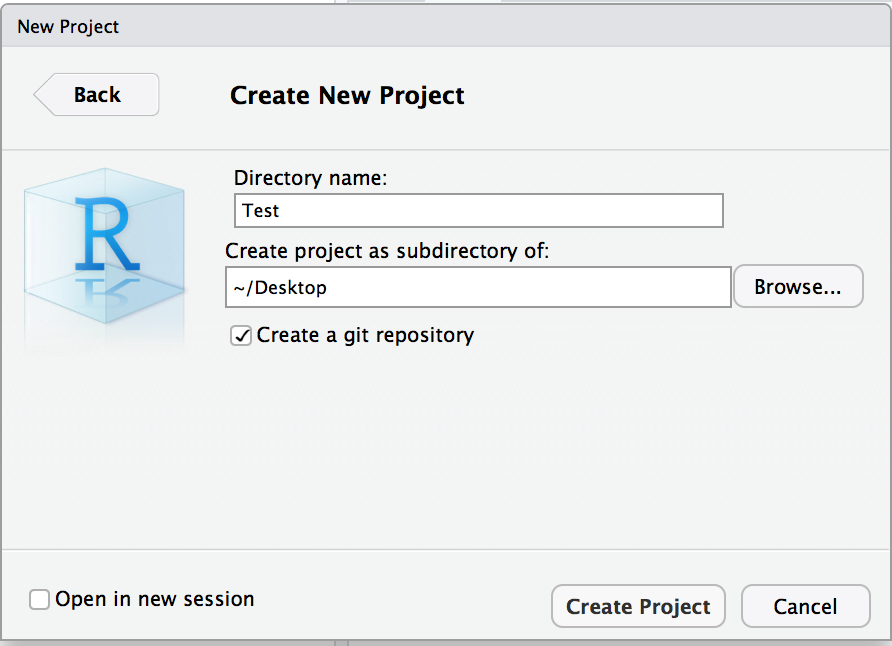 New Project
Back
Create New Project
R
Directory name:
Test
Create project as subdirectory of:
~/Desktop
Browse...
Create a git repository
Open in new session
Create Project
Cancel